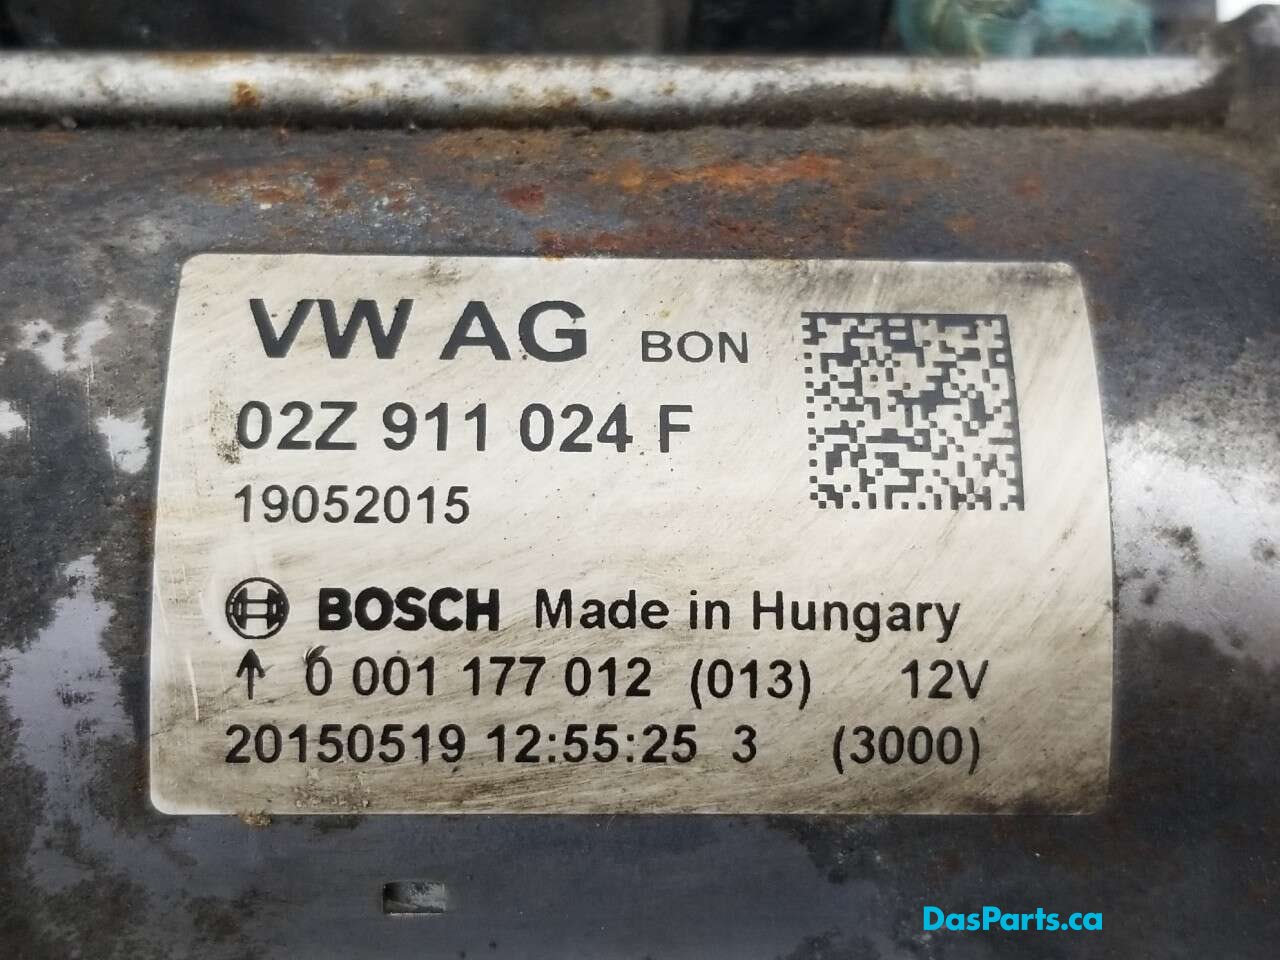 VW AG BON
02Z 911 024 F
19052015
BOSCH Made in Hungary
↑ 0 001 177 012 (013) 12V
20150519 12:55:25 3 (3000)
DasParts.ca